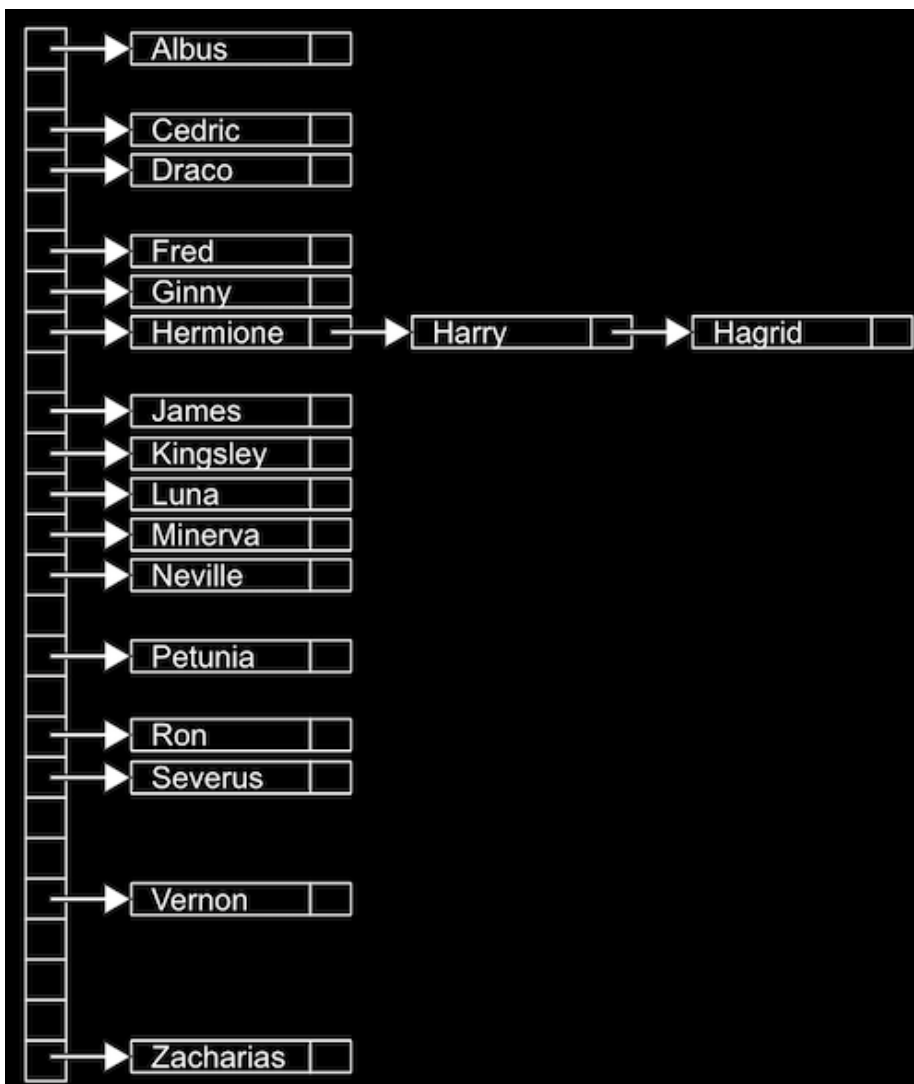 Albus
Cedric
Draco
Fred
Ginny
Hermione Harry Hagrid
James
Kingsley
Luna
Minerva
Neville
Petunia
Ron
Severus
Vernon
Zacharias